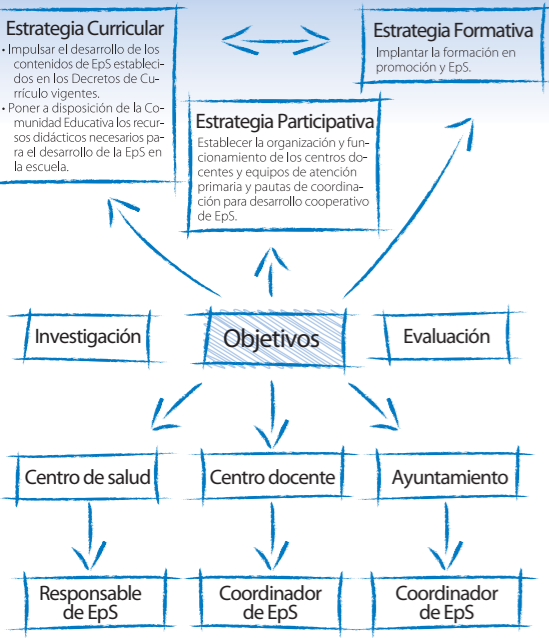 Estrategia Curricular
• Impulsar el desarrollo de los
contenidos de EpS estableci-
dos en los Decretos de Cu-
rrículo vigentes.
• Poner a disposición de la Co-
munidad Educativa los recur-
sos didácticos necesarios pa-
ra el desarrollo de la EpS en
la escuela.
Estrategia Formativa
Implantar la formación en
promoción y EpS.
Estrategia Participativa
Establecer la organización y fun-
cionamiento de los centros do-
centes y equipos de atención
primaria y pautas de coordina-
ción para desarrollo cooperativo
de EpS.
Investigación
Objetivos
Evaluación
Centro de salud
Centro docente
Ayuntamiento
Responsable
de EpS
Coordinador
de EpS
Coordinador
de EpS